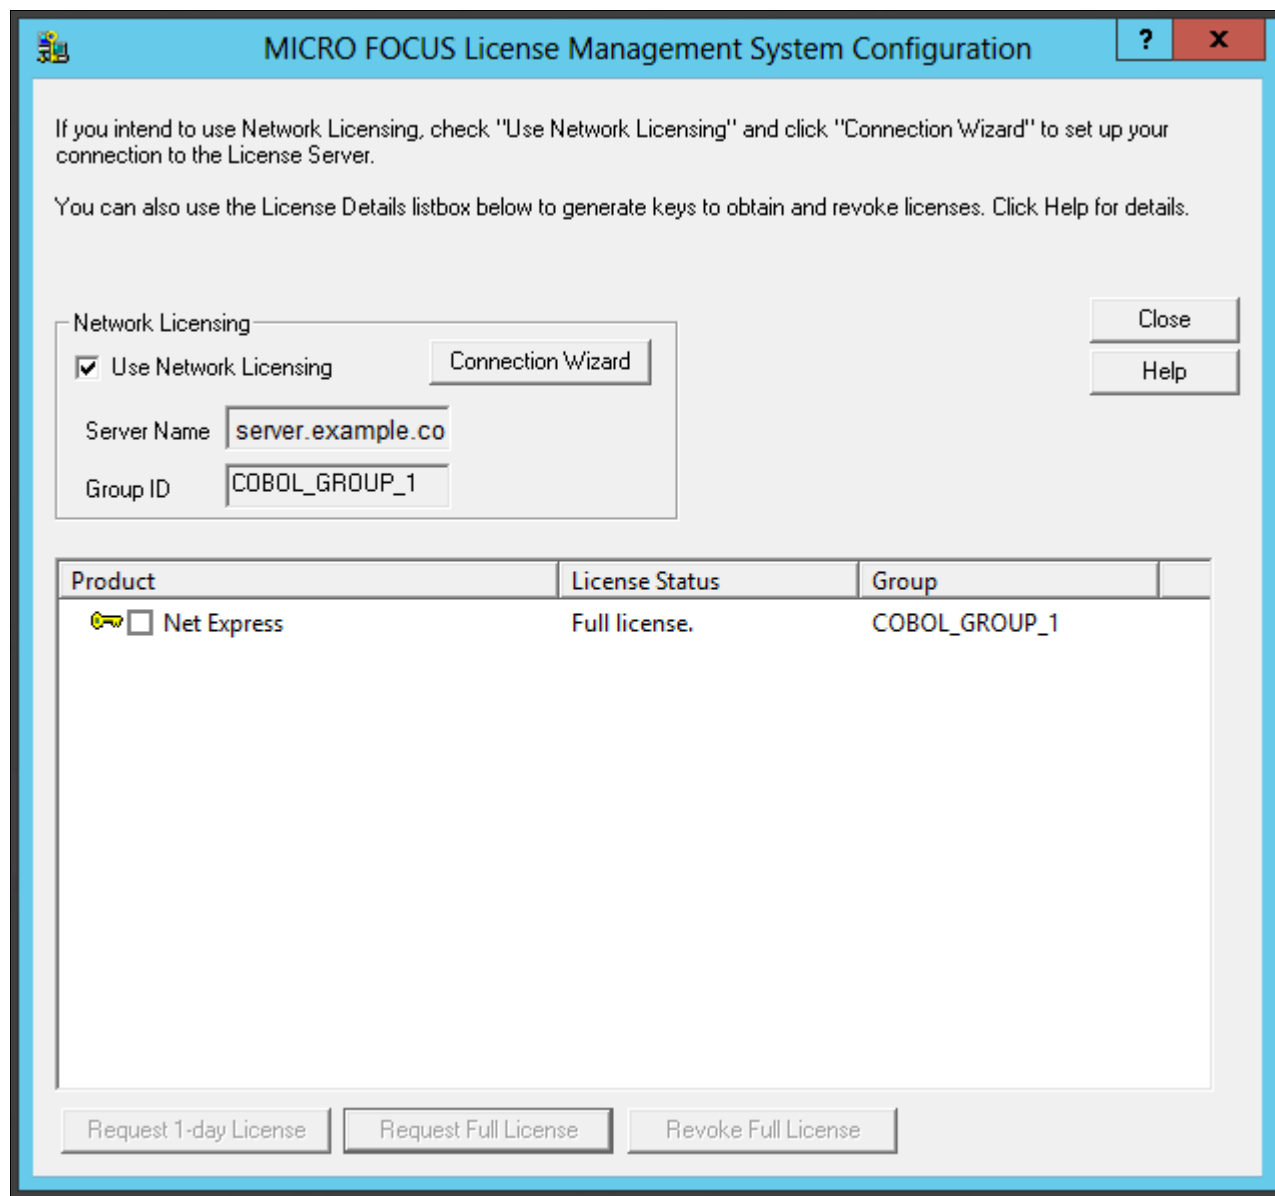 MICRO FOCUS License Management System Configuration
?
x
If you intend to use Network Licensing, check "Use Network Licensing" and click "Connection Wizard" to set up your
connection to the License Server.
You can also use the License Details listbox below to generate keys to obtain and revoke licenses. Click Help for details.
Close
Help
Network Licensing
Use Network Licensing
Connection Wizard
Server Name server.example.co
Group ID COBOL_GROUP_1
Product License Status Group
Net Express Full license. COBOL_GROUP_1
Request 1-day License Request Full License Revoke Full License